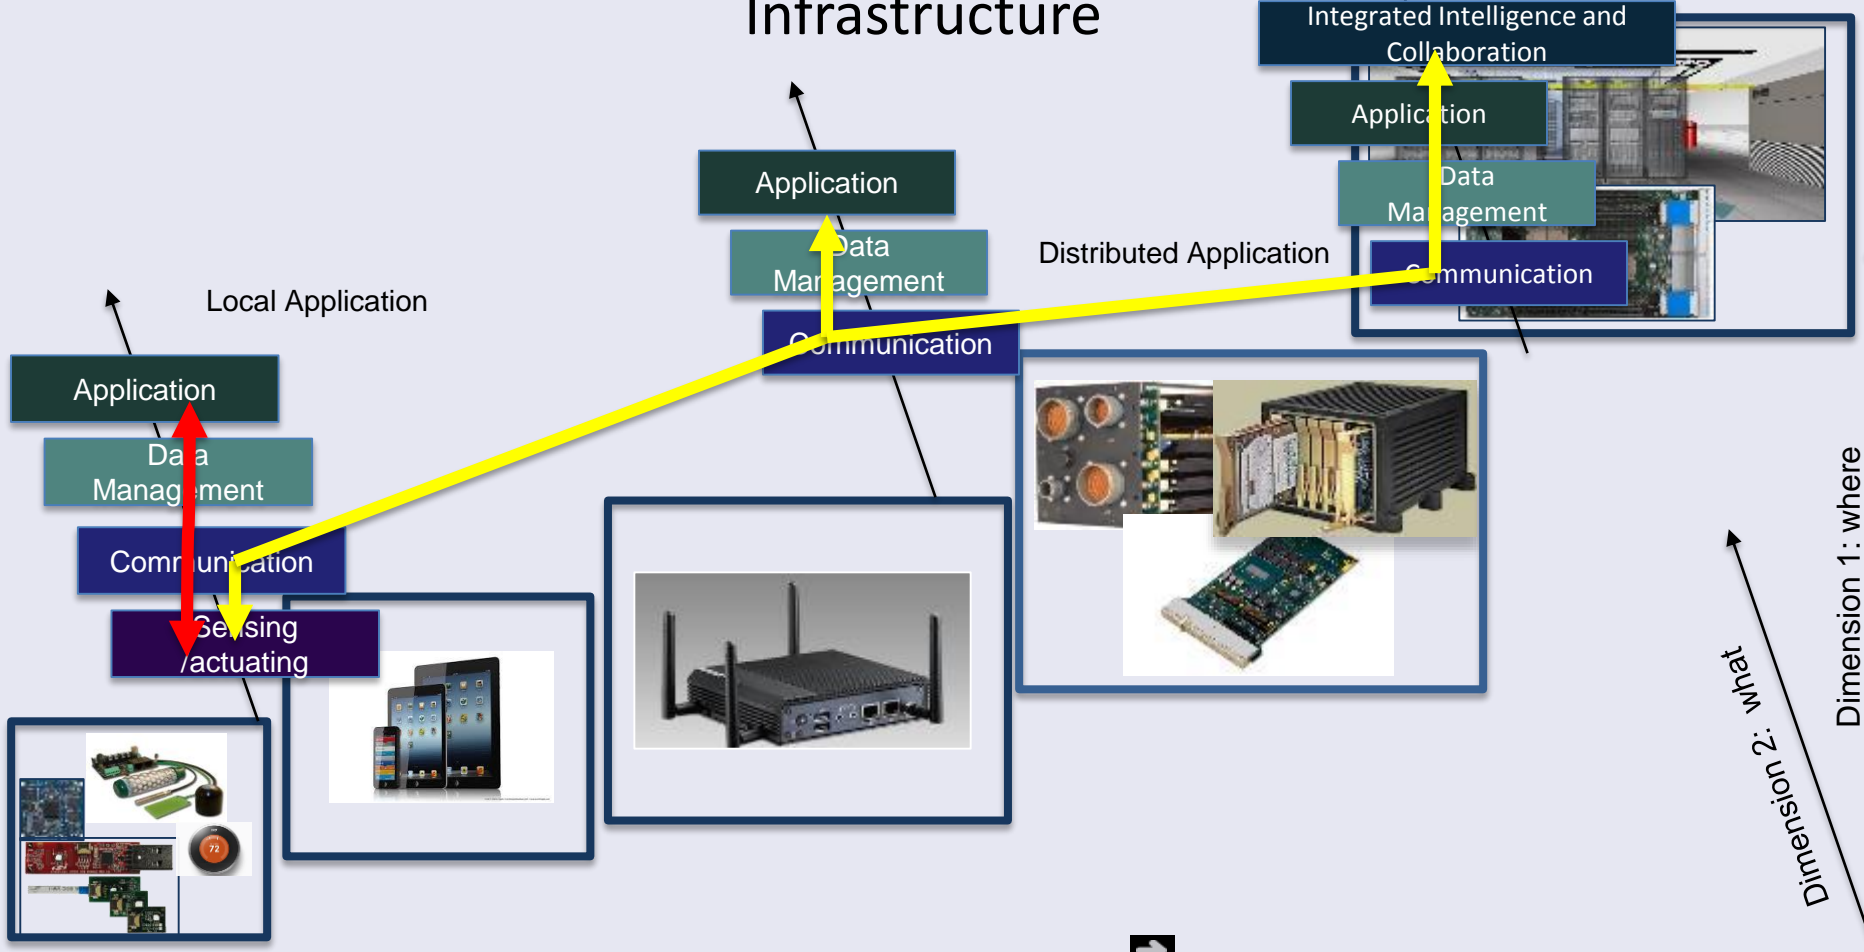 Infrastructure
Integrated Intelligence and
Collaboration
Application
Data
Management
Communication
Application
Data
Management
Communication
Distributed Application
Local Application
Application
Data
Management
Communication
Sensing
/actuating
72
Dimension 1: where
Dimension 2: what